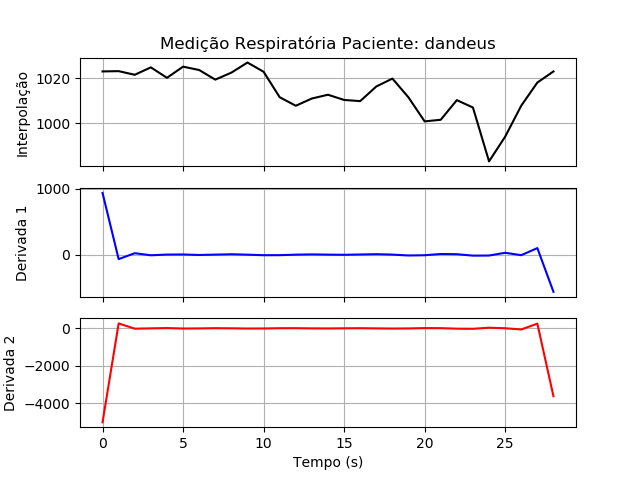 Medição Respiratória Paciente: dandeus
Interpolação
1020
1000
Derivada 1
1000
0
Derivada 2
0
−2000
−4000
0 5 10 15 20 25
Tempo (s)